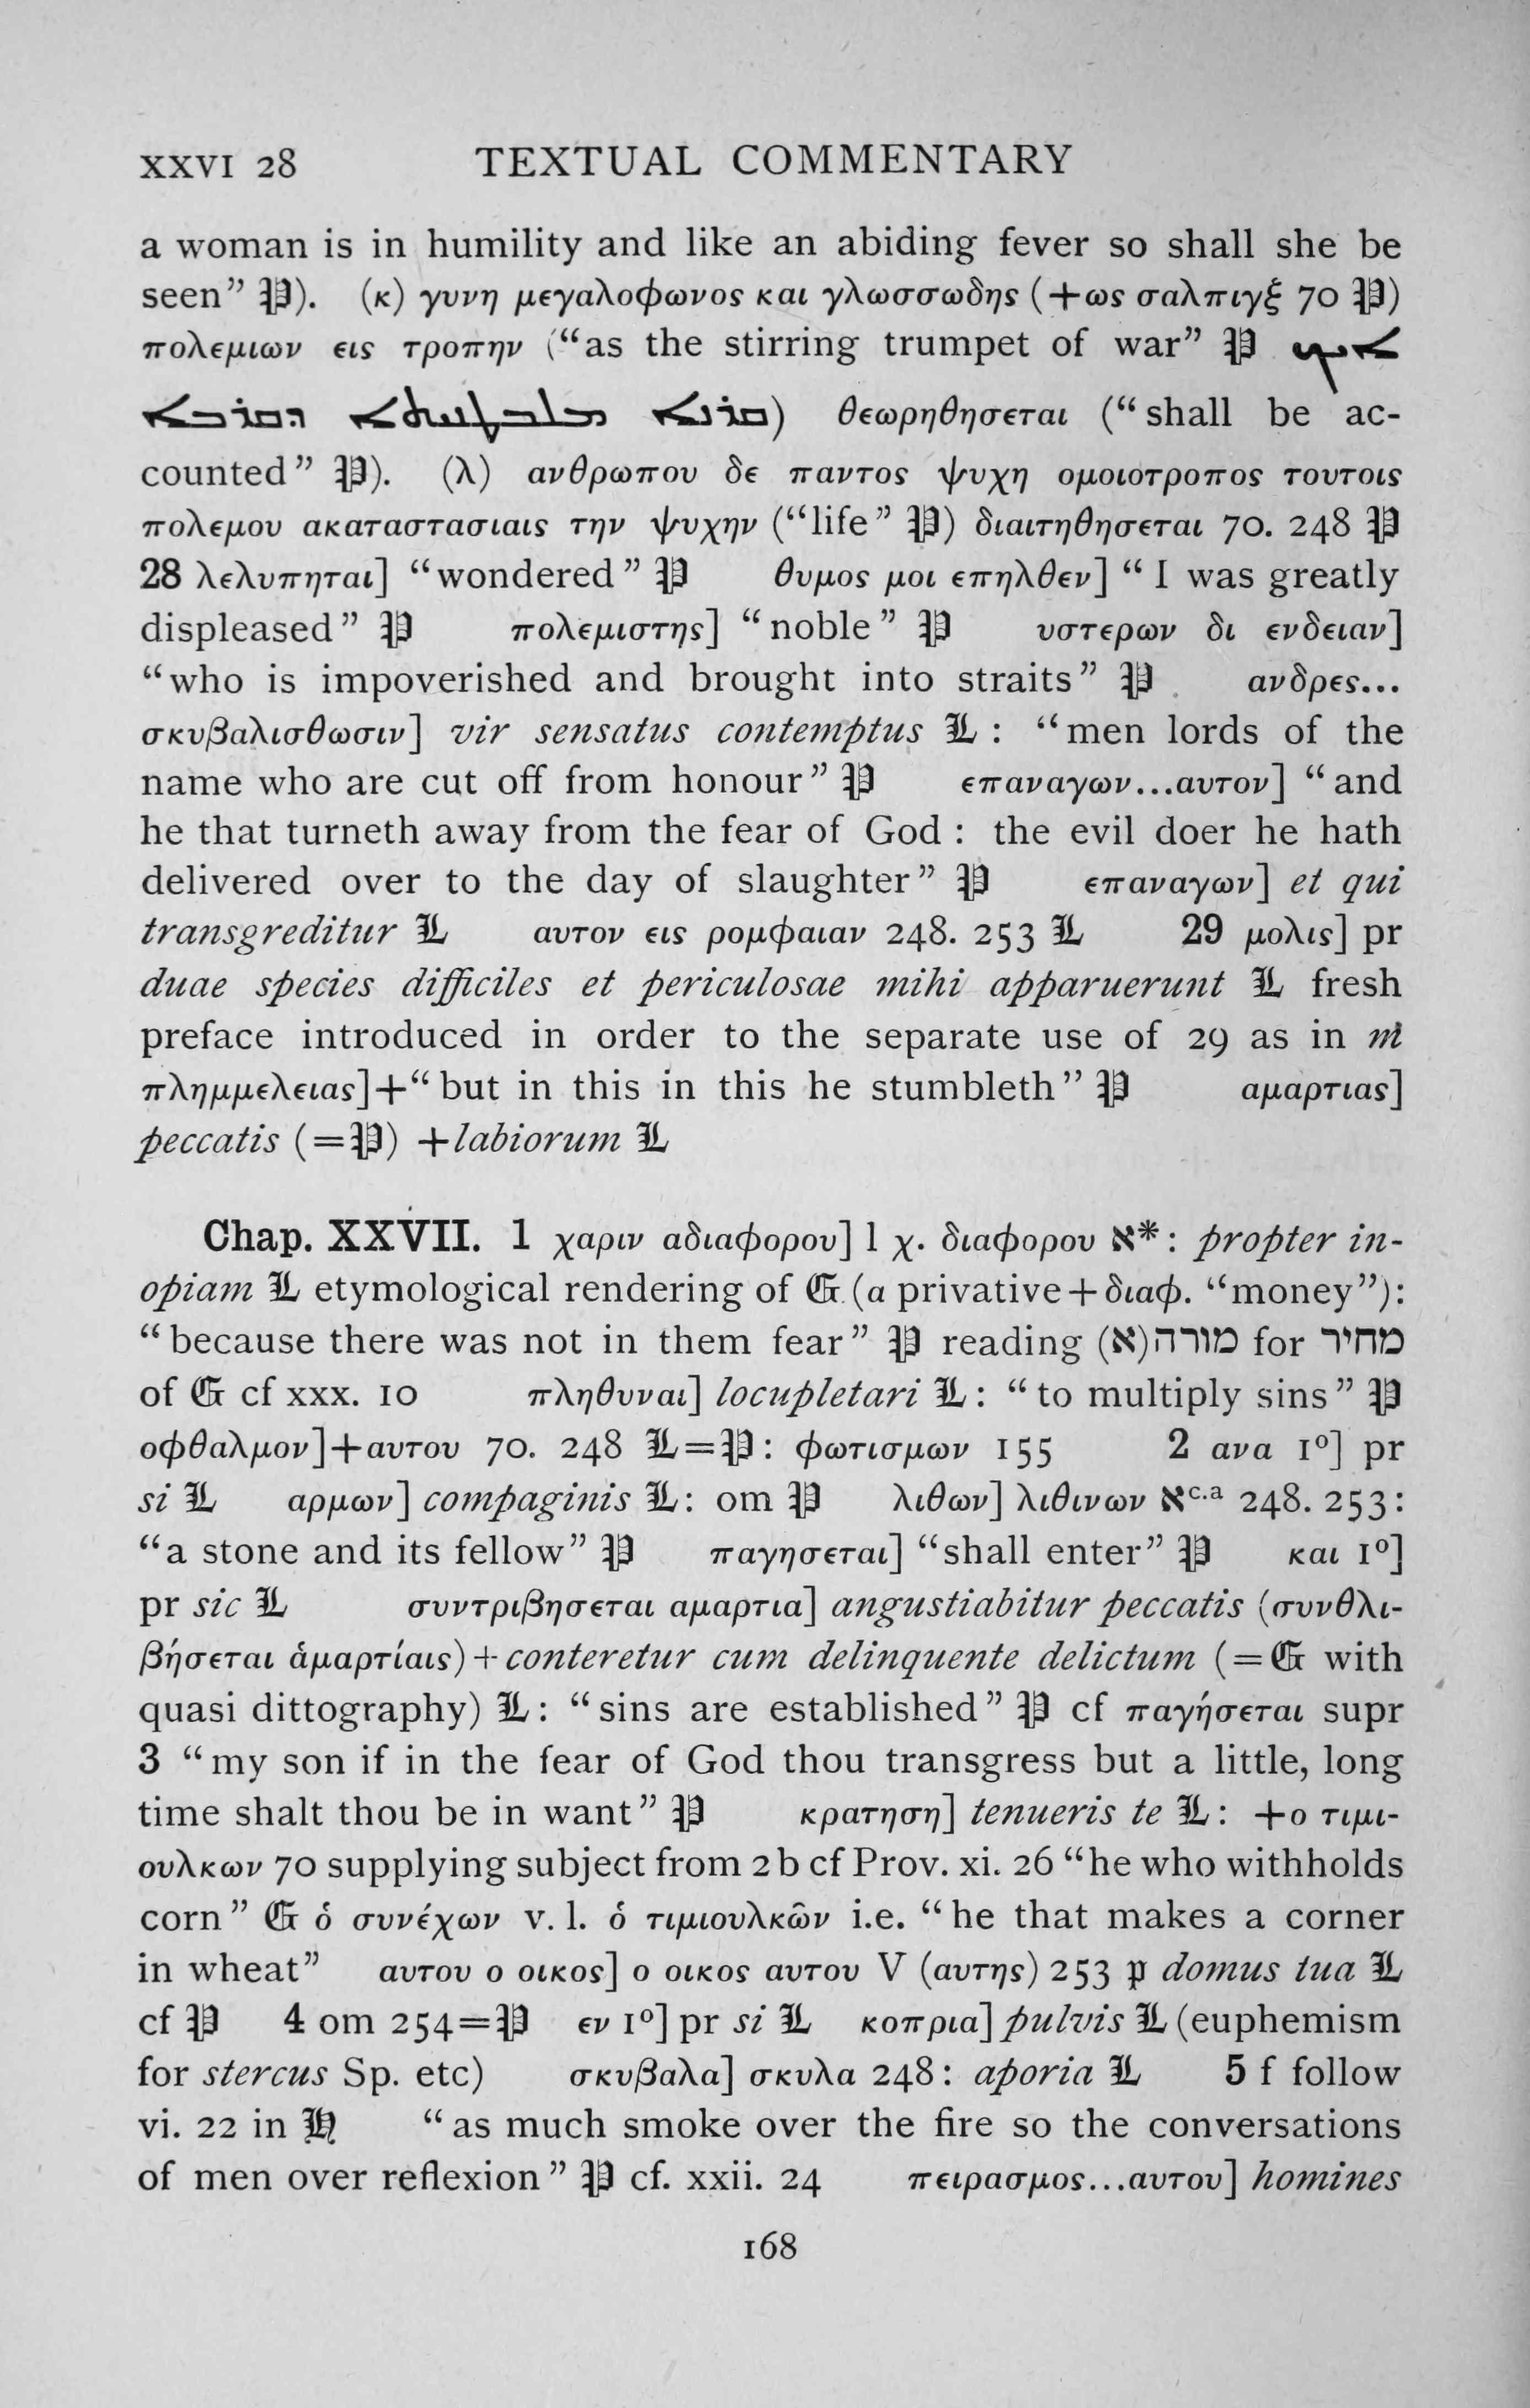 XXVI 28 TEXTUAL COMMENTARY
a woman is in humility and like an abiding fever so shall she be
seen” 𝔓). (κ) γυνη μεγαλοφωνος και γλωσσωδης (+ως σαλπιγξ 70 𝔓)
πολεμιων εις τροπην (“as the stirring trumpet of war” 𝔓 ܐܝܟ
ܩܪܢܐ ܡܠܒܛܢܝܬܐ ܕܩܪܒܐ) θεωρηθησεται (“shall be ac-
counted” 𝔓). (λ) ανθρωπου δε παντος ψυχη ομοιοτροπος τουτοις
πολεμου ακαταστασιαις την ψυχην (“life” 𝔓) διαιτηθησεται 70. 248 𝔓
28 λελυπηται] “wondered” 𝔓 θυμος μοι επηλθεν] “I was greatly
displeased” 𝔓 πολεμιστης] “noble” 𝔓 υστερων δι ενδειαν]
“who is impoverished and brought into straits” 𝔓 ανδρες...
σκυβαλισθωσιν] vir sensatus contemptus 𝔏: “men lords of the
name who are cut off from honour” 𝔓 επαναγων...αυτον] “and
he that turneth away from the fear of God: the evil doer he hath
delivered over to the day of slaughter” 𝔓 επαναγων] et qui
transgreditur 𝔏 αυτον εις ρομφαιαν 248. 253 𝔏 29 μολις] pr
duae species difficiles et periculosae mihi apparuerunt 𝔏 fresh
preface introduced in order to the separate use of 29 as in m
πλημμελειας]+“but in this in this he stumbleth” 𝔓 αμαρτιας]
peccatis (=𝔓) +labiorum 𝔏
Chap. XXVII. 1 χαριν αδιαφορου] l χ. διαφορου א*: propter in-
opiam 𝔏 etymological rendering of 𝔊 (α privative+διαφ. “money”):
“because there was not in them fear” 𝔓 reading מורה(א) for מחיר
of 𝔊 cf xxx. 10 πληθυναι] locupletari 𝔏: “to multiply sins” 𝔓
οφθαλμον]+αυτου 70. 248 𝔏=𝔓: φωτισμων 155 2 ανα 1º] pr
si 𝔏 αρμων] compaginis 𝔏: om 𝔓 λιθων] λιθινων אc.a 248. 253:
“a stone and its fellow” 𝔓 παγησεται] “shall enter” 𝔓 και 1º]
pr sic 𝔏 συντριβησεται αμαρτια] angustiabitur peccatis (συνθλι-
βήσεται ἁμαρτίαις)+conteretur cum delinquente delictum (=𝔊 with
quasi dittography) 𝔏: “sins are established” 𝔓 cf παγήσεται supr
3 “my son if in the fear of God thou transgress but a little, long
time shalt thou be in want” 𝔓 κρατηση] tenueris te 𝔏: +ο τιμι-
ουλκων 70 supplying subject from 2 b cf Prov. xi. 26 “he who withholds
corn” 𝔊 ὁ συνέχων v. l. ὁ τιμιουλκῶν i.e. “he that makes a corner
in wheat” αυτου ο οικος] ο οικος αυτου V (αυτης) 253 𝔭 domus tua 𝔏
cf 𝔓 4 om 254=𝔓 εν 1º] pr si 𝔏 κοπρια] pulvis 𝔏 (euphemism
for stercus Sp. etc) σκυβαλα] σκυλα 248: aporia 𝔏 5 f follow
vi. 22 in ℌ “as much smoke over the fire so the conversations
of men over reflexion” 𝔓 cf. xxii. 24 πειρασμος...αυτου] homines
168